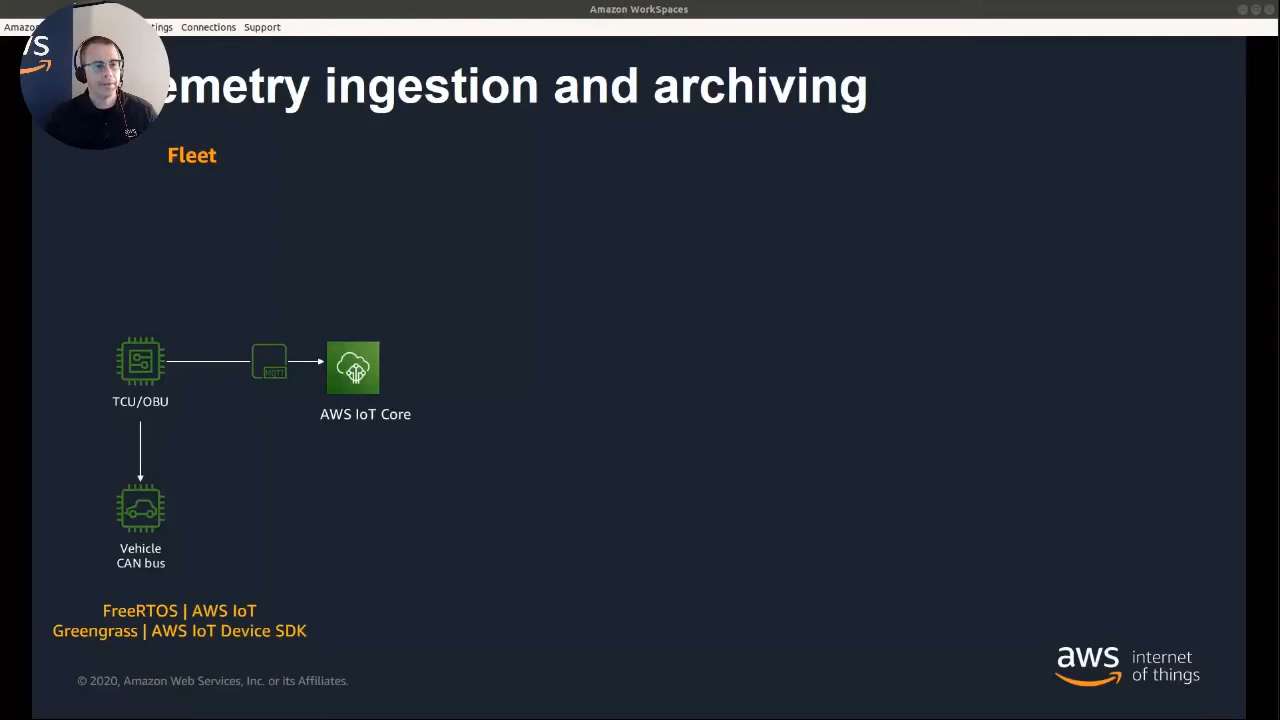 Amazon WorkSpaces
Connections Support
emetry ingestion and archiving
Fleet
MQTT
TCU/OBU
AWS IoT Core
Vehicle
CAN bus
FreeRTOS | AWS IoT
Greengrass | AWS IoT Device SDK
© 2020, Amazon Web Services, Inc. or its Affiliates.
aws internet
of things